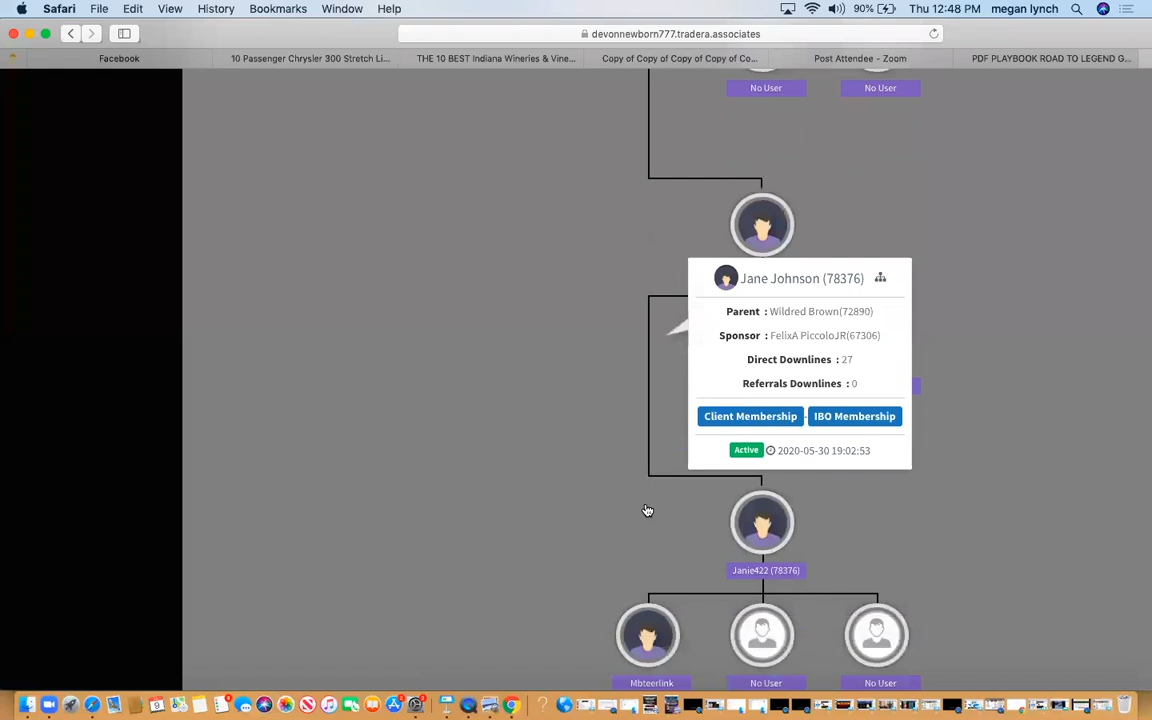 Safari File Edit View History Bookmarks Window Help 90% Thu 12:48 PM megan lynch
devonnewborn777.tradera.associates
Facebook 10 Passenger Chrysler 300 Stretch Li... THE 10 BEST Indiana Wineries & Vine... Copy of Copy of Copy of Copy of Co... Post Attendee - Zoom PDF PLAYBOOK ROAD TO LEGEND G...
No User No User
Jane Johnson (78376)
Parent : Wildred Brown(72890)
Sponsor : FelixA PiccoloJR(67306)
Direct Downlines : 27
Referrals Downlines : 0
Client Membership - IBO Membership
Active 2020-05-30 19:02:53
Janie422 (78376)
Mbteerlink No User No User